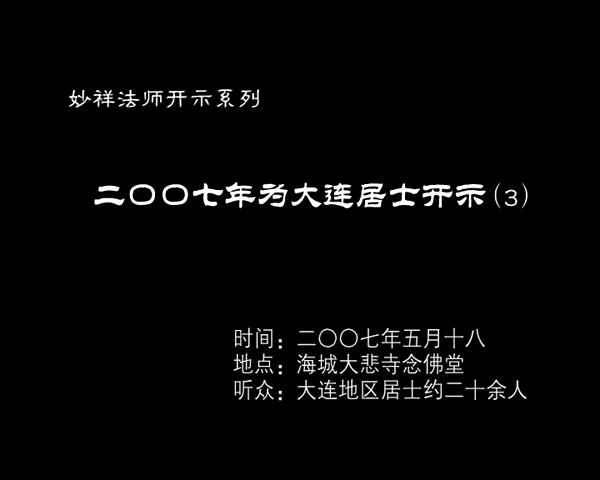 妙祥法师开示系列
二〇〇七年为大连居士开示(3)
时间：二〇〇七年五月十八
地点：海城大悲寺念佛堂
听众：大连地区居士约二十余人